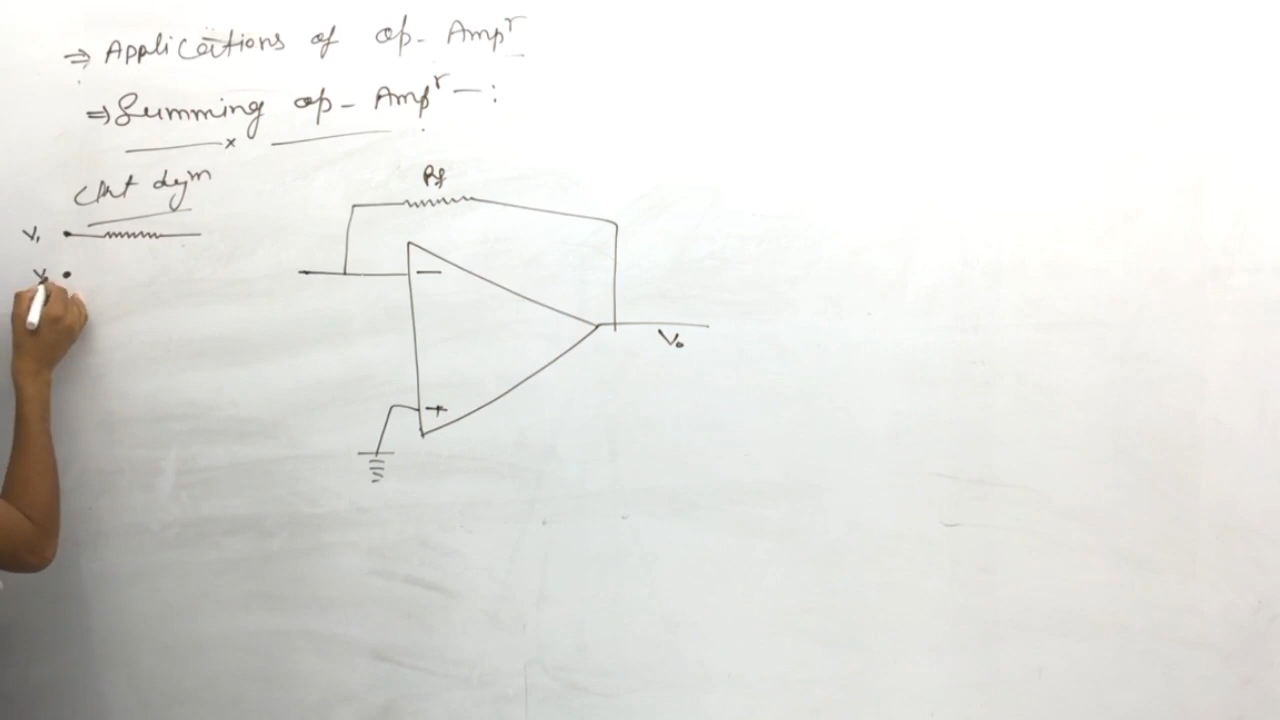 ⇒ Applications of op-Ampʳ
⇒ Summing op-Ampʳ —:
Ckt dgm
Rf
V₁
V
−
+
V₀